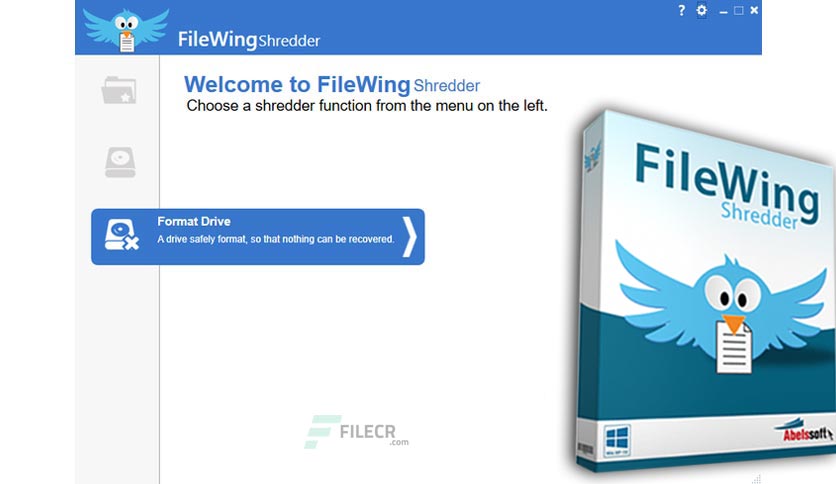 ?
FileWing Shredder
Welcome to FileWing Shredder
Choose a shredder function from the menu on the left.
Format Drive
A drive safely format, so that nothing can be recovered.
FILECR
.com
FileWing
Shredder
Abelssoft